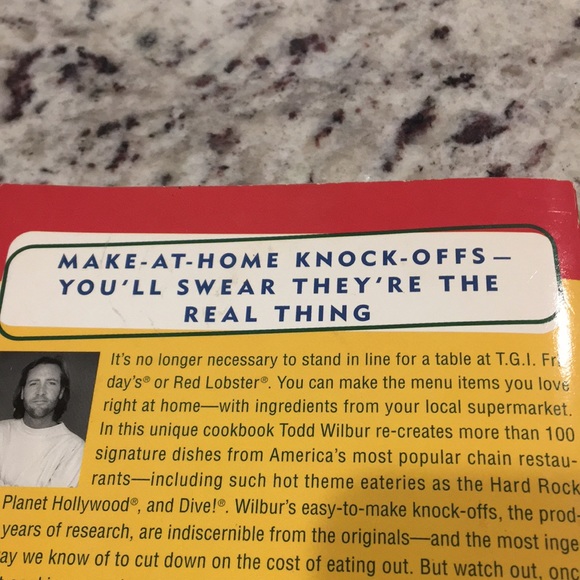 MAKE-AT-HOME KNOCK-OFFS—
YOU'LL SWEAR THEY'RE THE
REAL THING
It's no longer necessary to stand in line for a table at T.G.I. Fri-
day's® or Red Lobster®. You can make the menu items you love
right at home—with ingredients from your local supermarket.
In this unique cookbook Todd Wilbur re-creates more than 100
signature dishes from America's most popular chain restau-
rants—including such hot theme eateries as the Hard Rock
Planet Hollywood®, and Dive!®. Wilbur's easy-to-make knock-offs, the prod-
years of research, are indiscernible from the originals—and the most inge
ay we know of to cut down on the cost of eating out. But watch out, onc